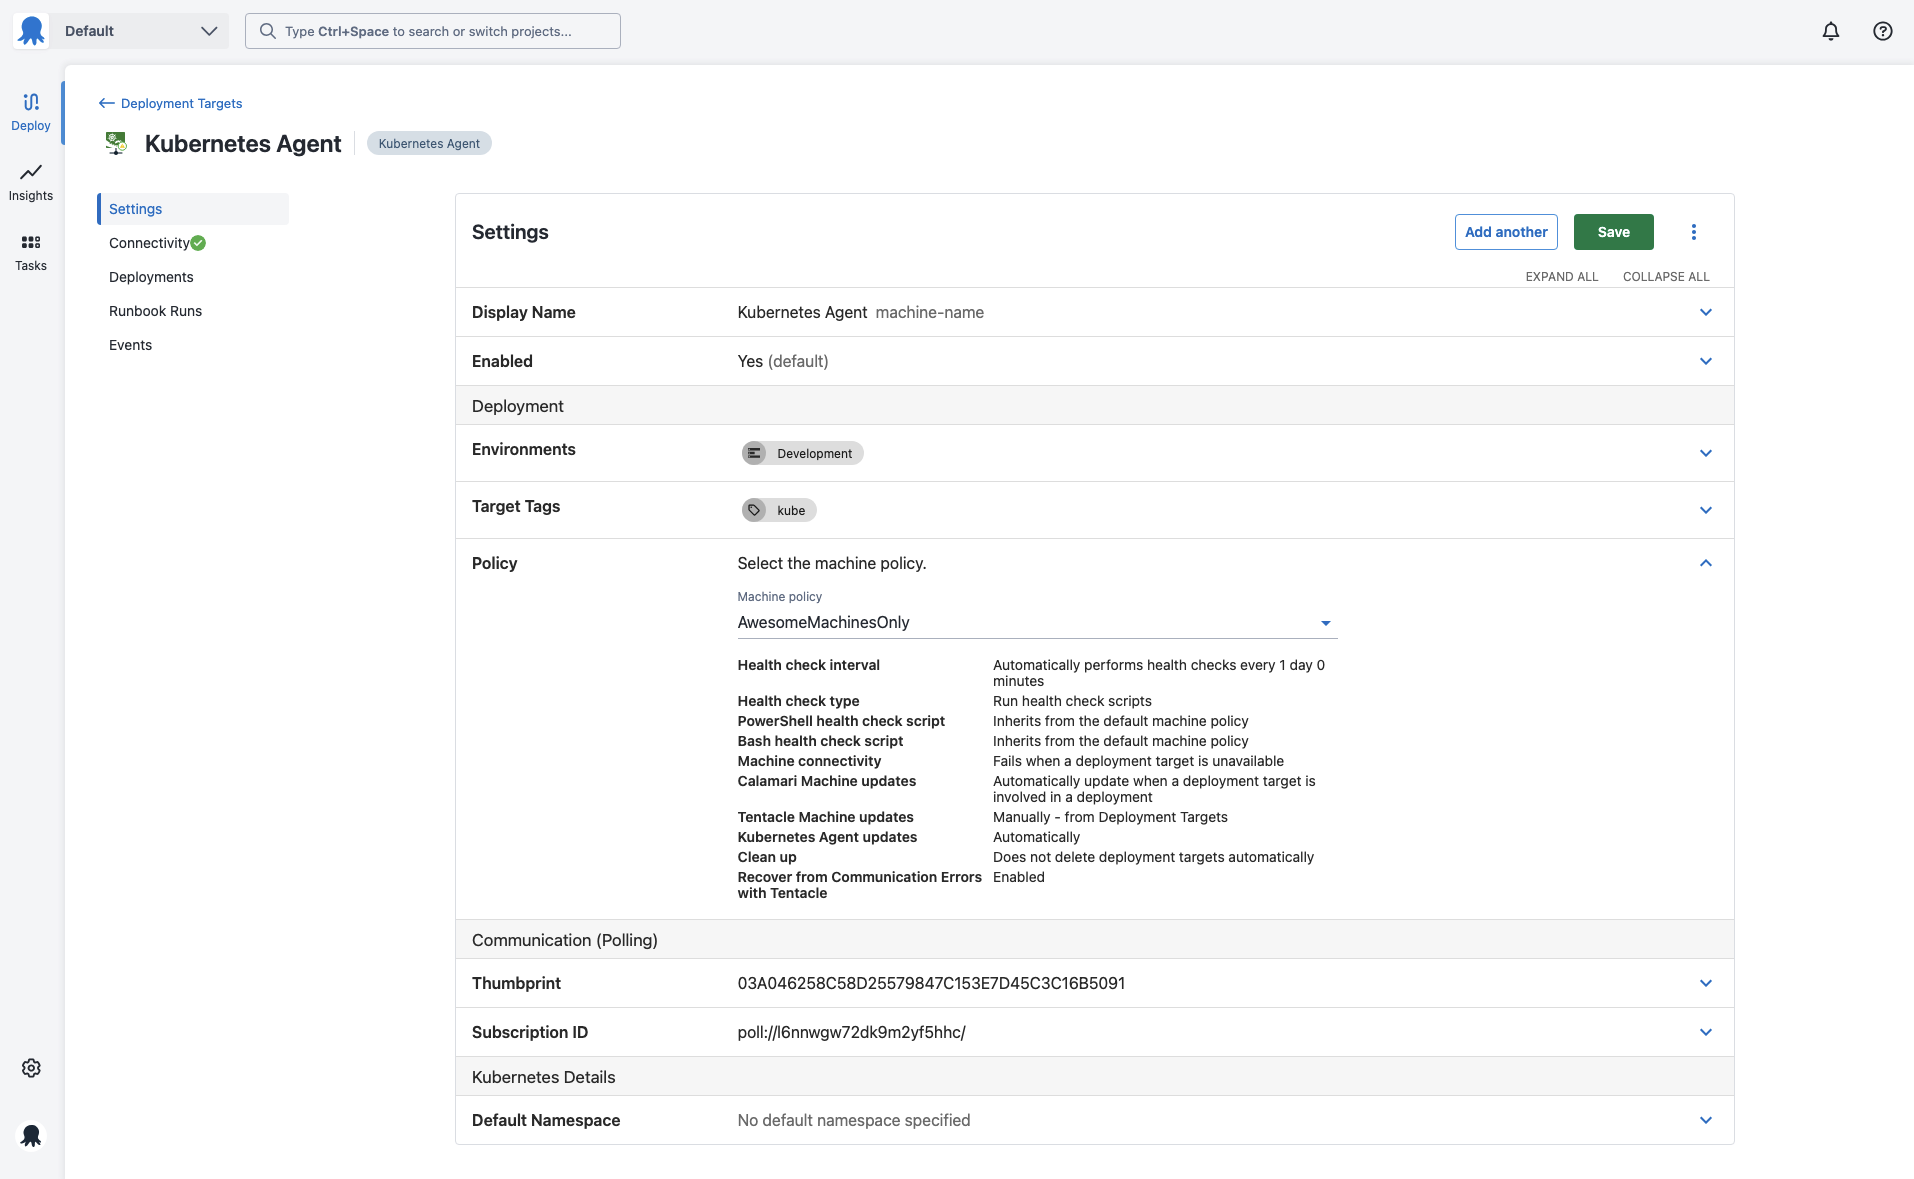 Default
Type Ctrl+Space to search or switch projects...
Deploy
Insights
Tasks
Deployment Targets
Kubernetes Agent
Kubernetes Agent
Settings
Connectivity
Deployments
Runbook Runs
Events
Settings
Add another
Save
EXPAND ALL
COLLAPSE ALL
Display Name
Kubernetes Agent machine-name
Enabled
Yes (default)
Deployment
Environments
Development
Target Tags
kube
Policy
Select the machine policy.
Machine policy
AwesomeMachinesOnly
Health check interval
Automatically performs health checks every 1 day 0
minutes
Health check type
Run health check scripts
PowerShell health check script
Inherits from the default machine policy
Bash health check script
Inherits from the default machine policy
Machine connectivity
Fails when a deployment target is unavailable
Calamari Machine updates
Automatically update when a deployment target is
involved in a deployment
Tentacle Machine updates
Manually - from Deployment Targets
Kubernetes Agent updates
Automatically
Clean up
Does not delete deployment targets automatically
Recover from Communication Errors
with Tentacle
Enabled
Communication (Polling)
Thumbprint
03A046258C58D25579847C153E7D45C3C16B5091
Subscription ID
poll://l6nnwgw72dk9m2yf5hhc/
Kubernetes Details
Default Namespace
No default namespace specified